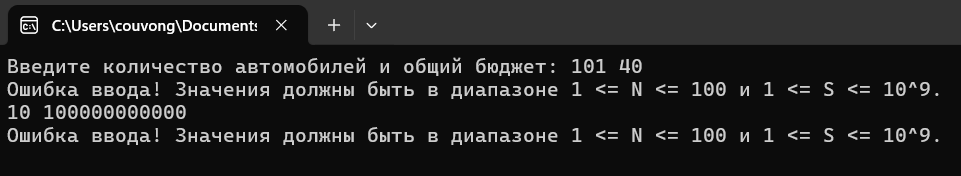 C:\Users\couvong\Documents
Введите количество автомобилей и общий бюджет: 101 40
Ошибка ввода! Значения должны быть в диапазоне 1 <= N <= 100 и 1 <= S <= 10^9.
10 100000000000
Ошибка ввода! Значения должны быть в диапазоне 1 <= N <= 100 и 1 <= S <= 10^9.